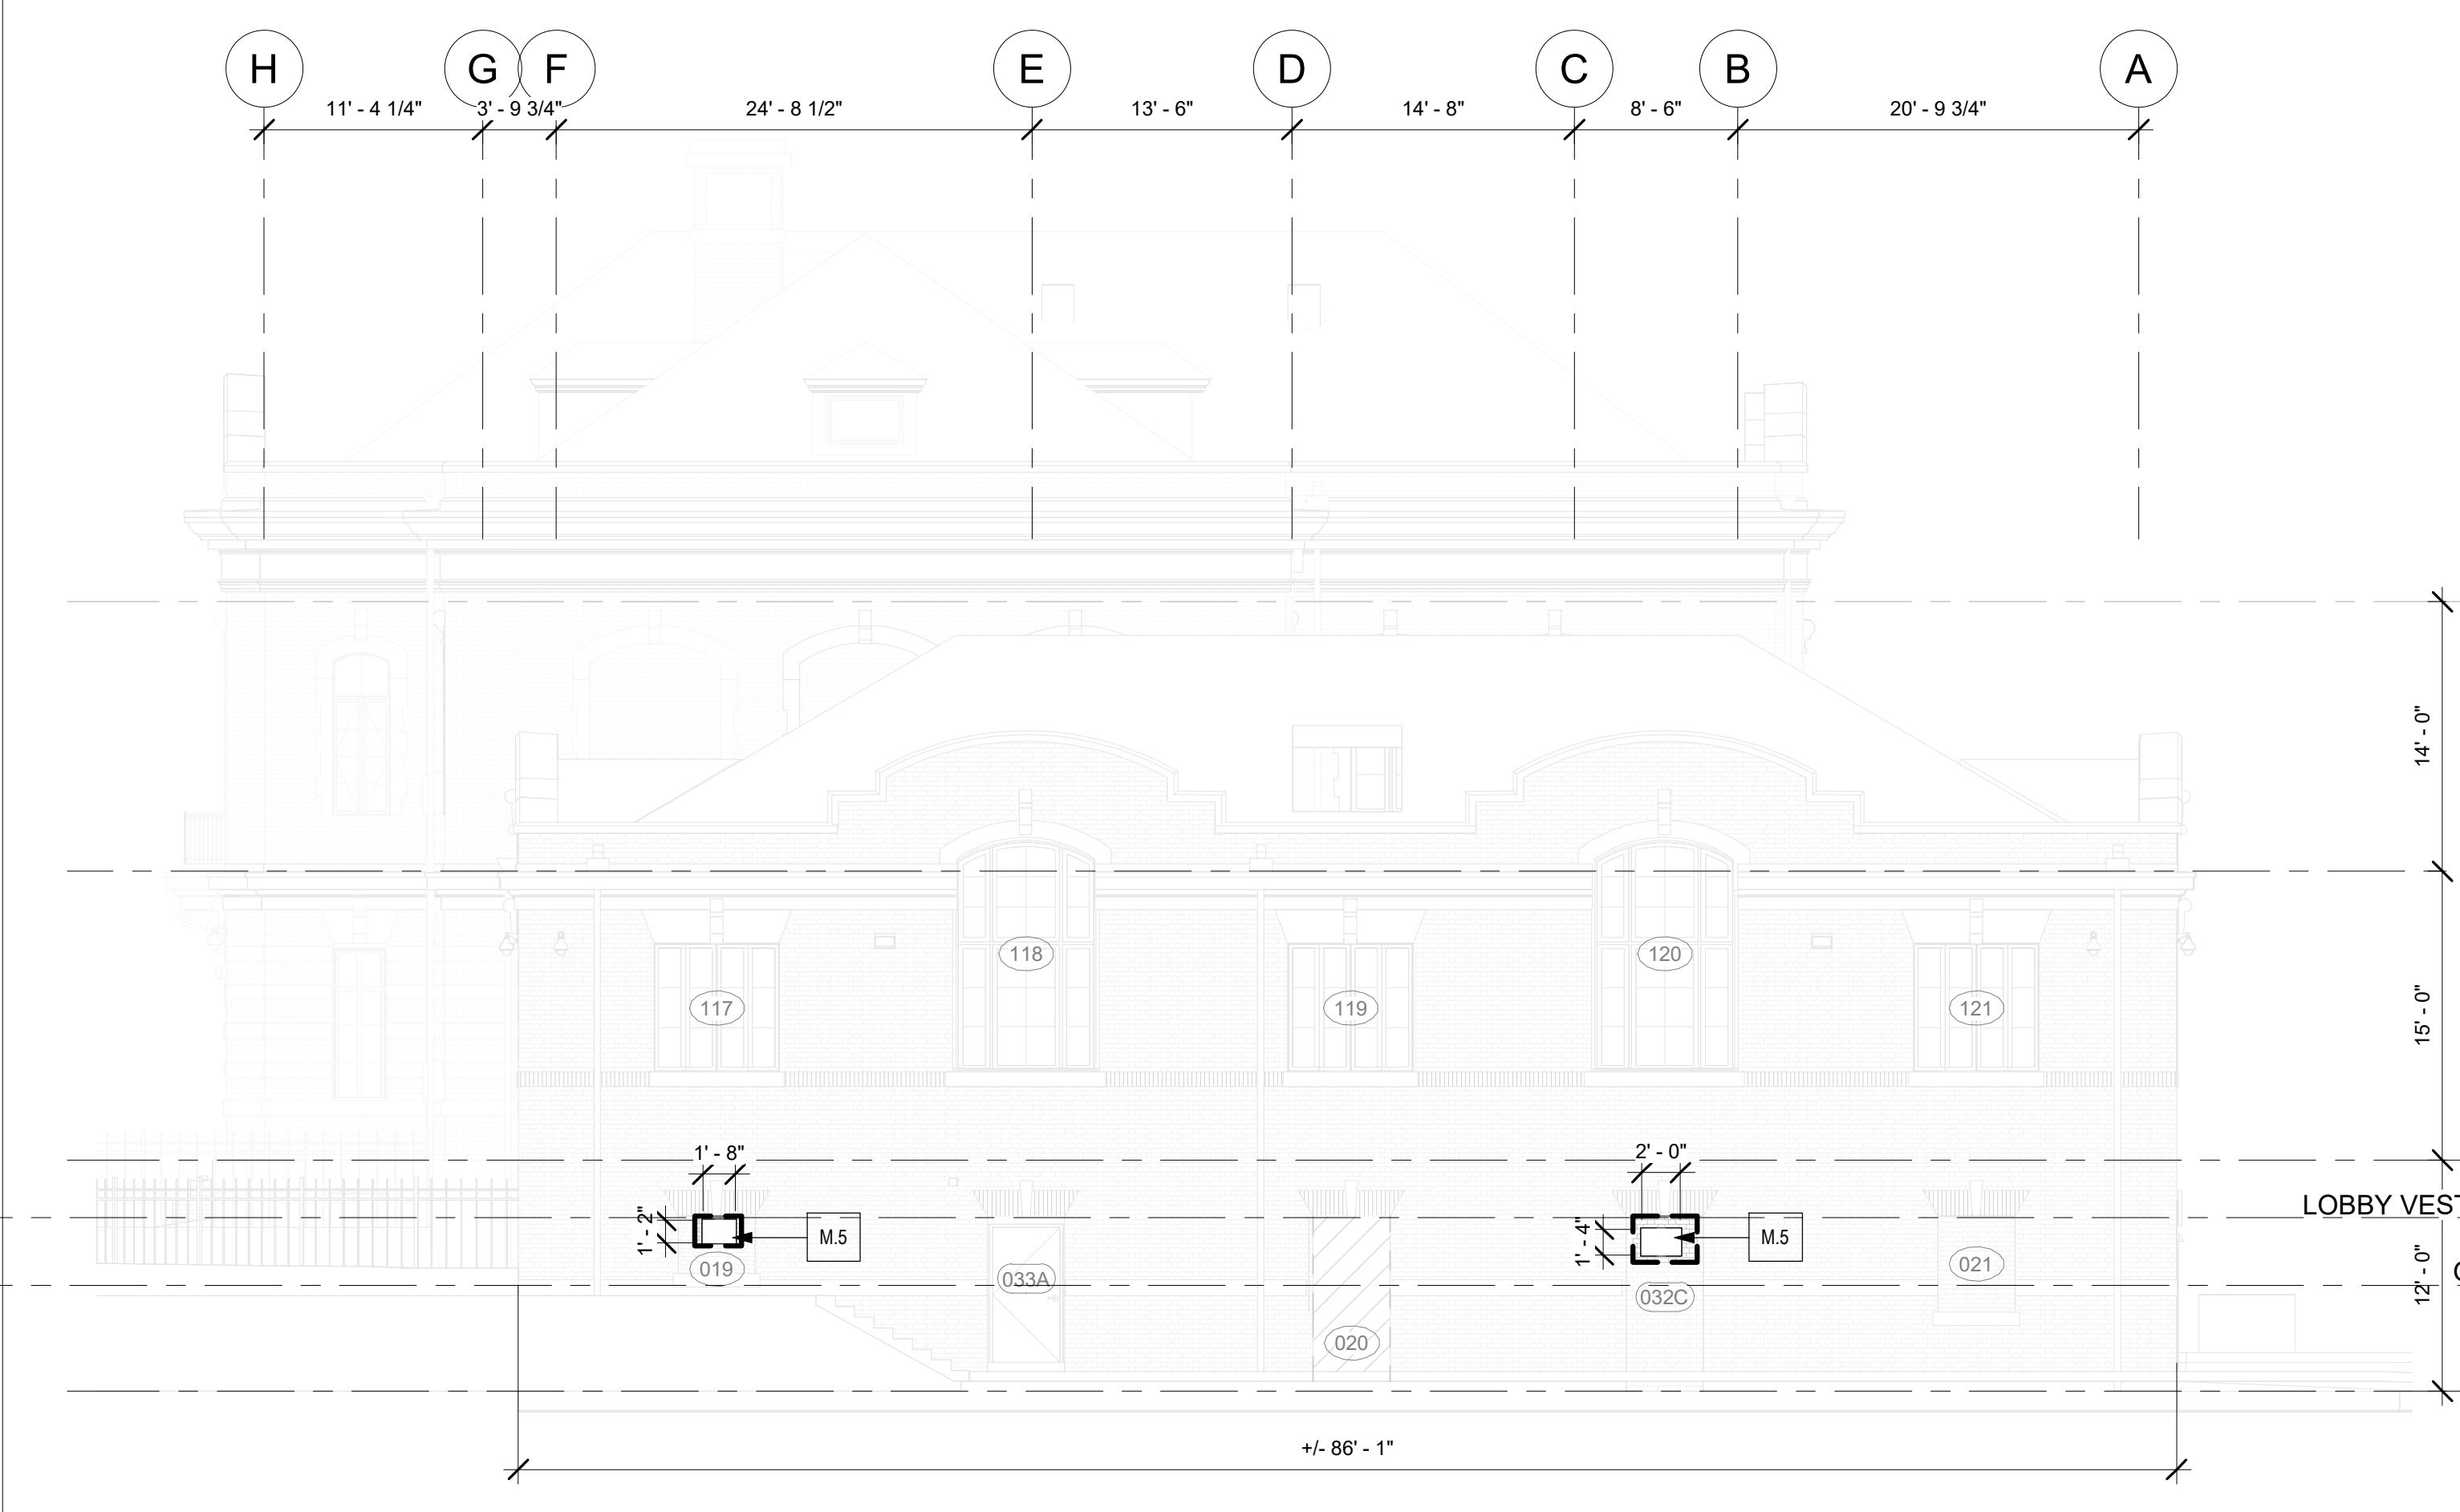 H G F E D C B A
11' - 4 1/4" 3' - 9 3/4" 24' - 8 1/2" 13' - 6" 14' - 8" 8' - 6" 20' - 9 3/4"
14' - 0"
118 120
117 119 121
15' - 0"
1' - 8" 2' - 0"
LOBBY VEST
1' - 2" M.5 1' - 4" M.5
019 033A 021
032C 12' - 0"
020
+/- 86' - 1"